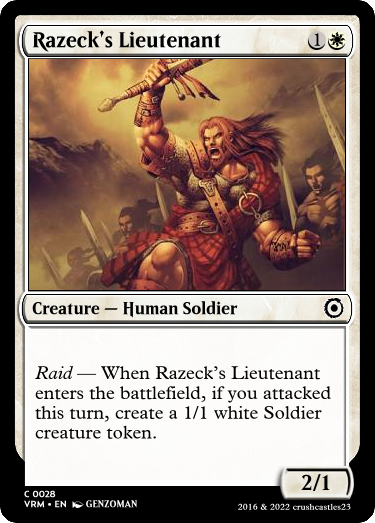 Razeck's Lieutenant
1
Creature — Human Soldier
Raid — When Razeck's Lieutenant
enters the battlefield, if you attacked
this turn, create a 1/1 white Soldier
creature token.
2/1
C 0028
VRM • EN GENZOMAN
2016 & 2022 crushcastles23